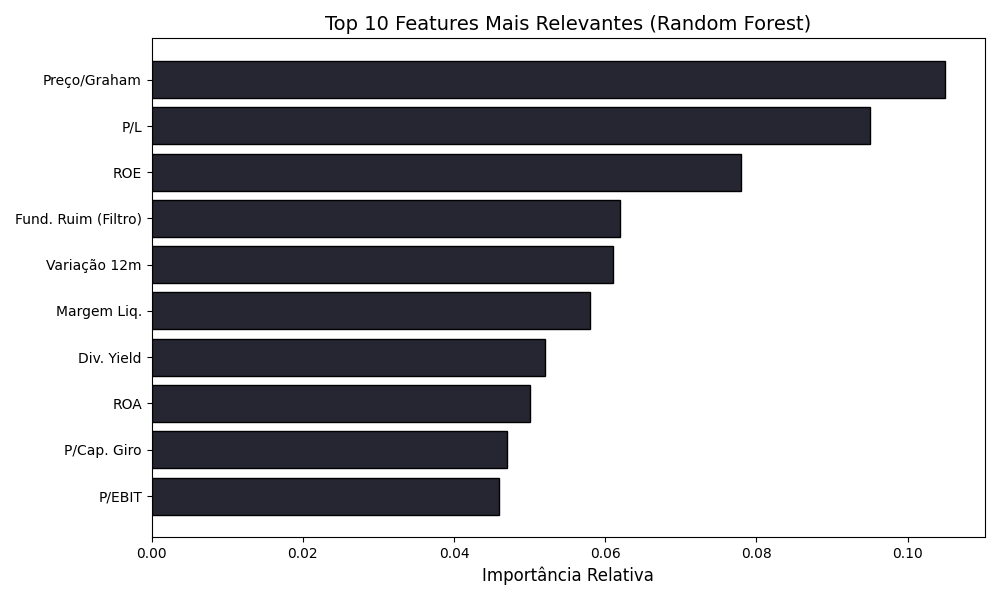 Top 10 Features Mais Relevantes (Random Forest)
Preço/Graham
P/L
ROE
Fund. Ruim (Filtro)
Variação 12m
Margem Liq.
Div. Yield
ROA
P/Cap. Giro
P/EBIT
0.00 0.02 0.04 0.06 0.08 0.10
Importância Relativa